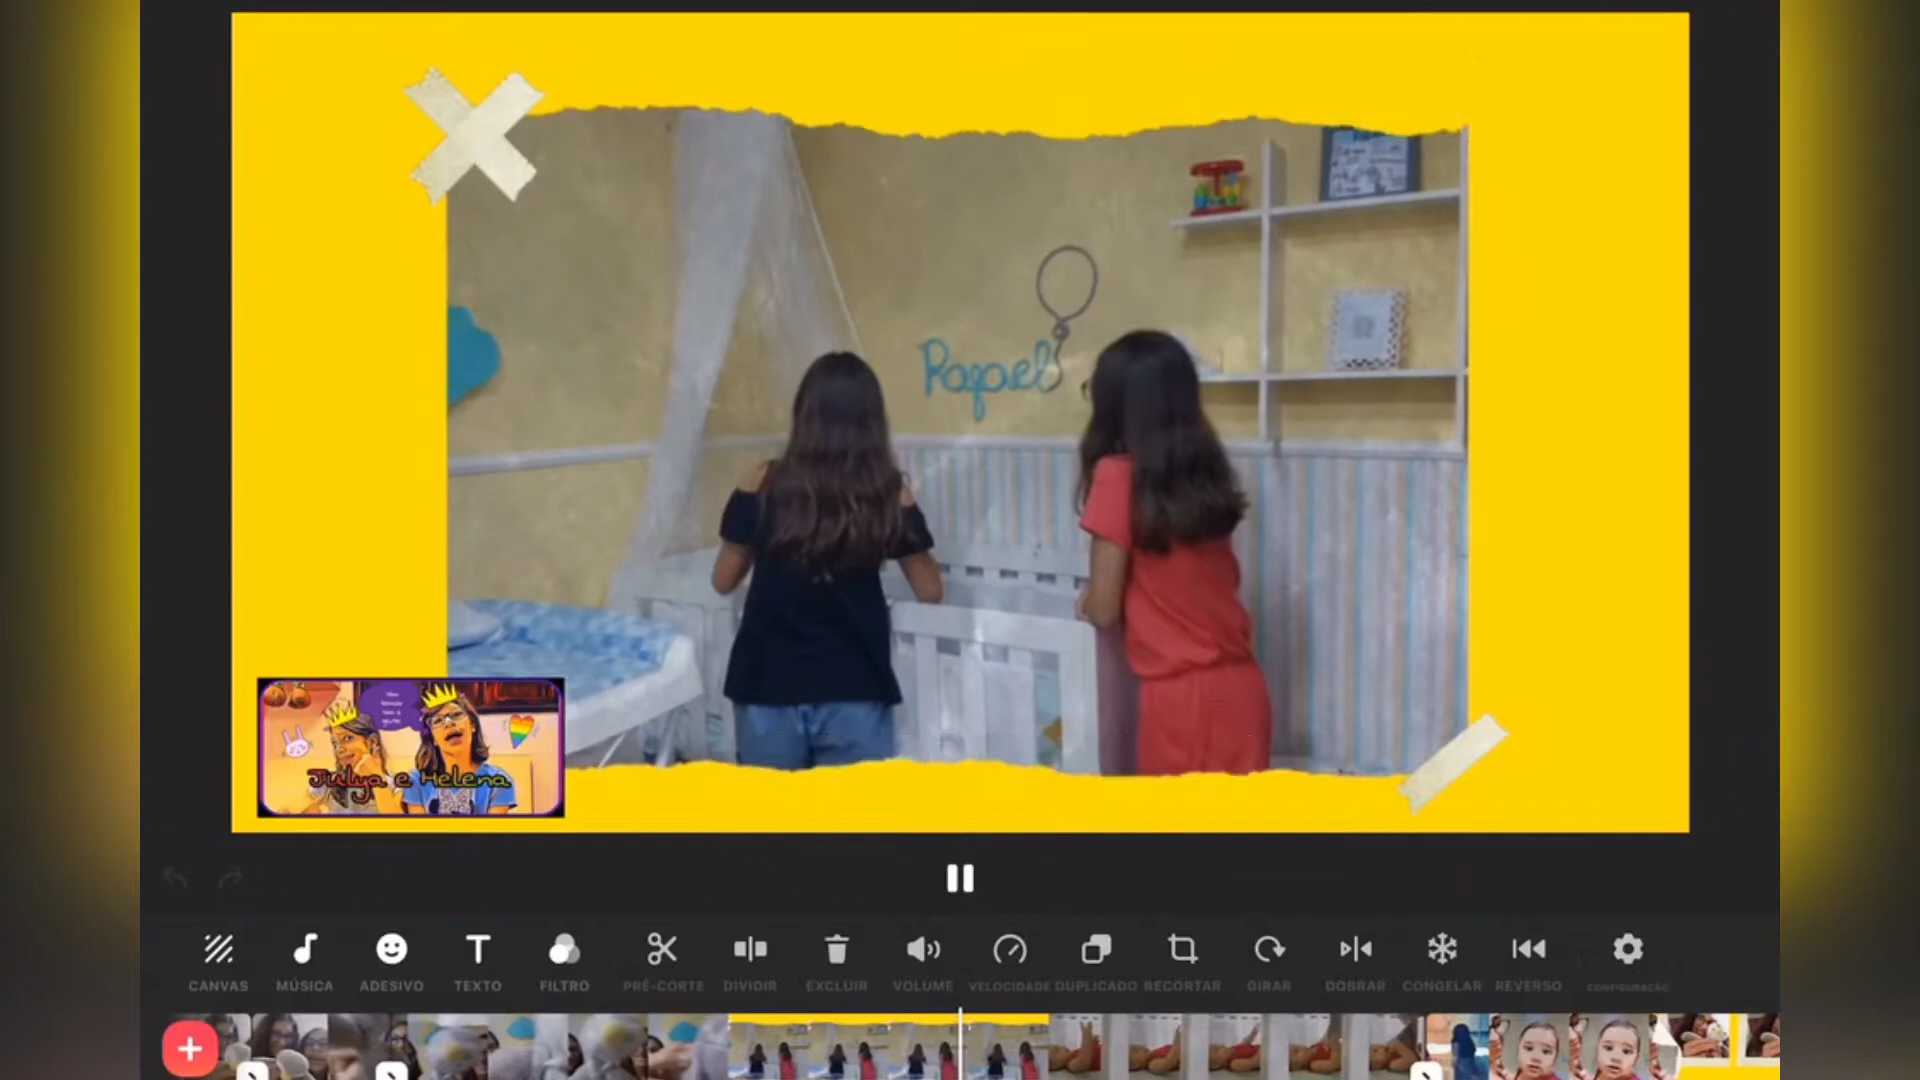 Rafael
Julya e Helena
CANVAS MÚSICA ADESIVO TEXTO FILTRO PRÉ-CORTE DIVIDIR EXCLUIR VOLUME VELOCIDADE DUPLICADO RECORTAR GIRAR DOBRAR CONGELAR REVERSO CONFIGURAÇÃO